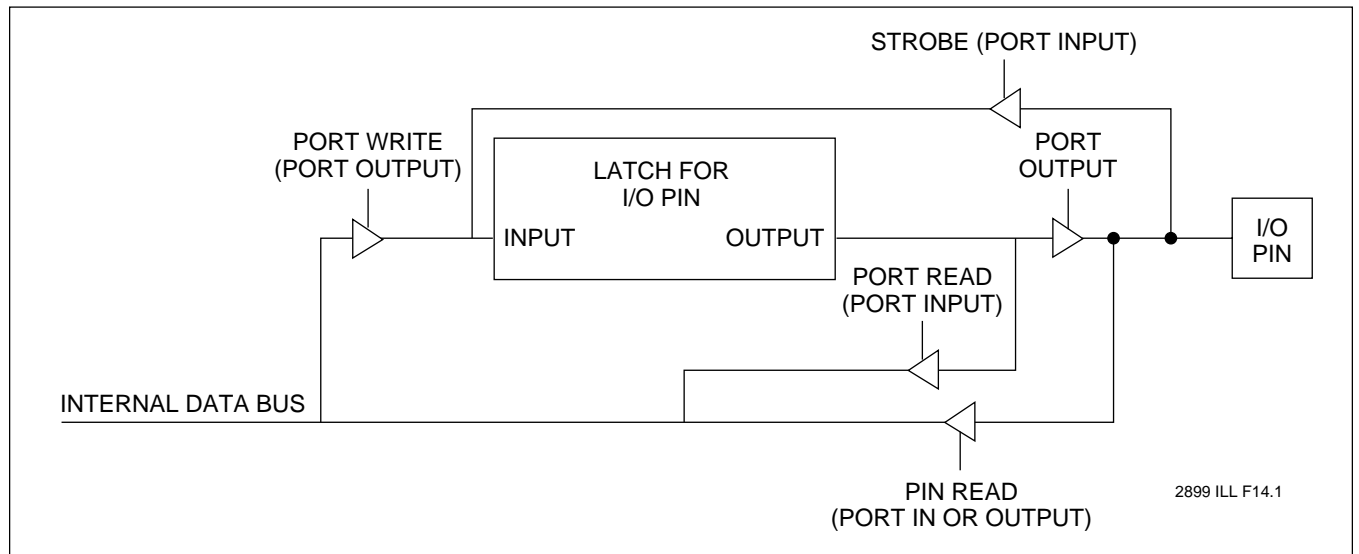 STROBE (PORT INPUT)
PORT WRITE
(PORT OUTPUT)
LATCH FOR
I/O PIN
PORT
OUTPUT
INPUT
OUTPUT
I/O
PIN
PORT READ
(PORT INPUT)
INTERNAL DATA BUS
PIN READ
(PORT IN OR OUTPUT)
2899 ILL F14.1